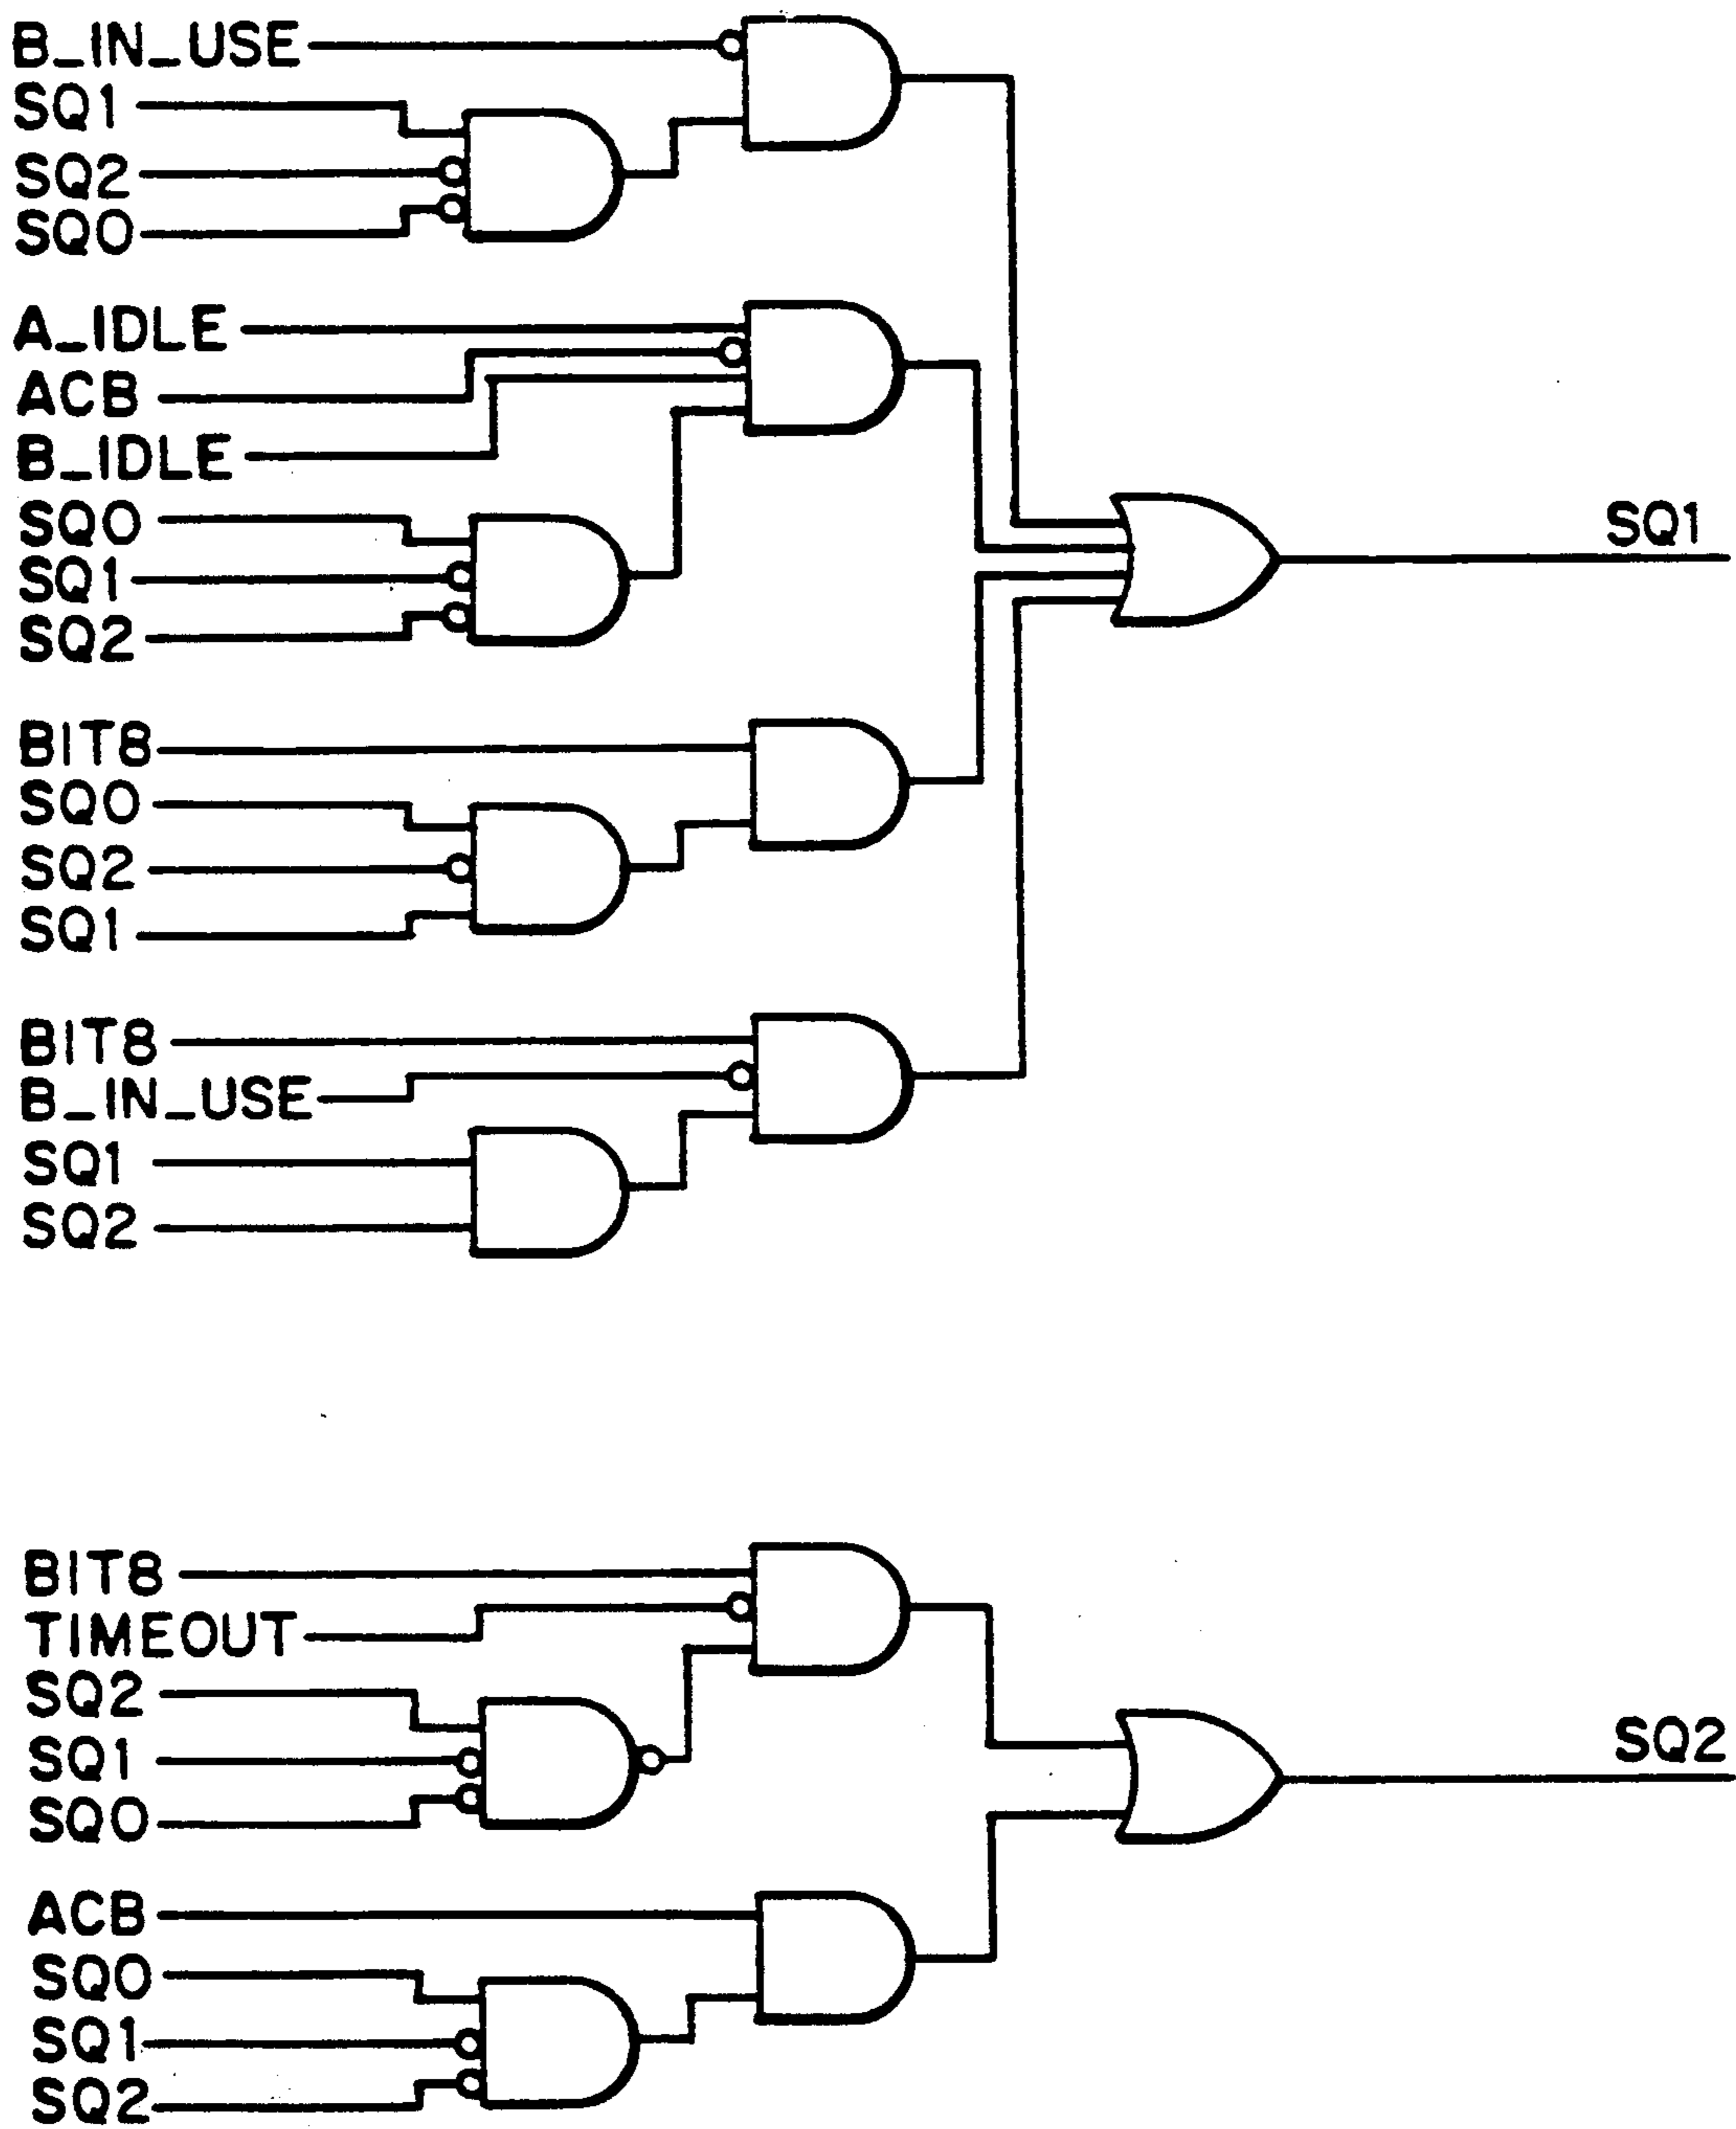 B_IN_USE
SQ1
SQ2
SQ0
A_IDLE
ACB
B_IDLE
SQ0
SQ1
SQ2
SQ1
BIT8
SQ0
SQ2
SQ1
BIT8
B_IN_USE
SQ1
SQ2
BIT8
TIMEOUT
SQ2
SQ1
SQ0
SQ2
ACB
SQ0
SQ1
SQ2